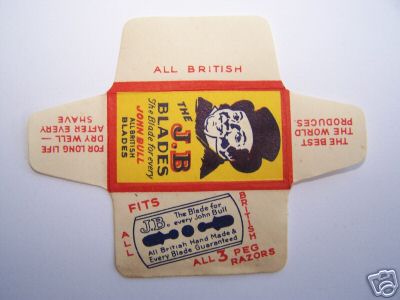 ALL BRITISH
THE
J.B
BLADES
The Blade for every
JOHN BULL
ALL BRITISH
BLADES
FOR LONG LIFE
DRY WELL —
AFTER EVERY
SHAVE
THE BEST
THE WORLD
PRODUCES.
FITS
ALL
BRITISH
J.B. The Blade for
every John Bull
All British Hand Made &
Every Blade Guaranteed
ALL 3 PEG
RAZORS